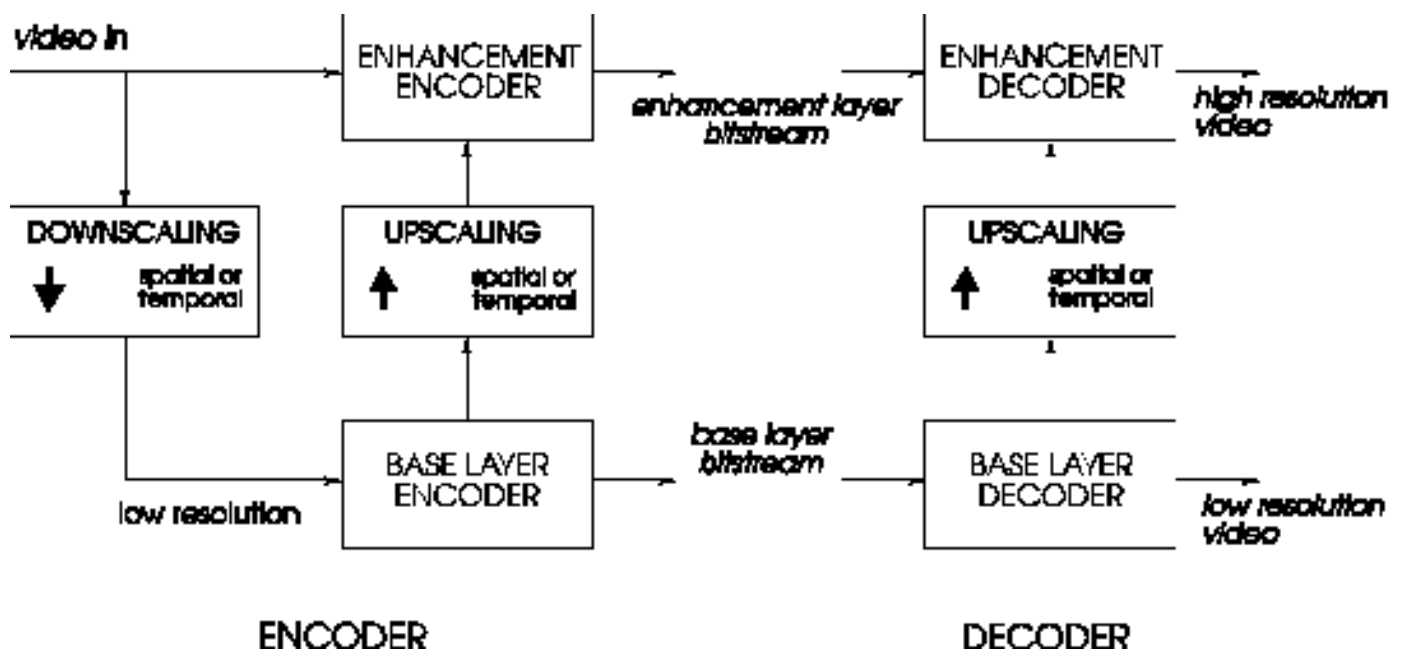 video in
ENHANCEMENT
ENCODER
enhancement layer
bitstream
ENHANCEMENT
DECODER
high resolution
video
DOWNSCALING
spatial or
temporal
UPSCALING
spatial or
temporal
UPSCALING
spatial or
temporal
low resolution
BASE LAYER
ENCODER
base layer
bitstream
BASE LAYER
DECODER
low resolution
video
ENCODER
DECODER